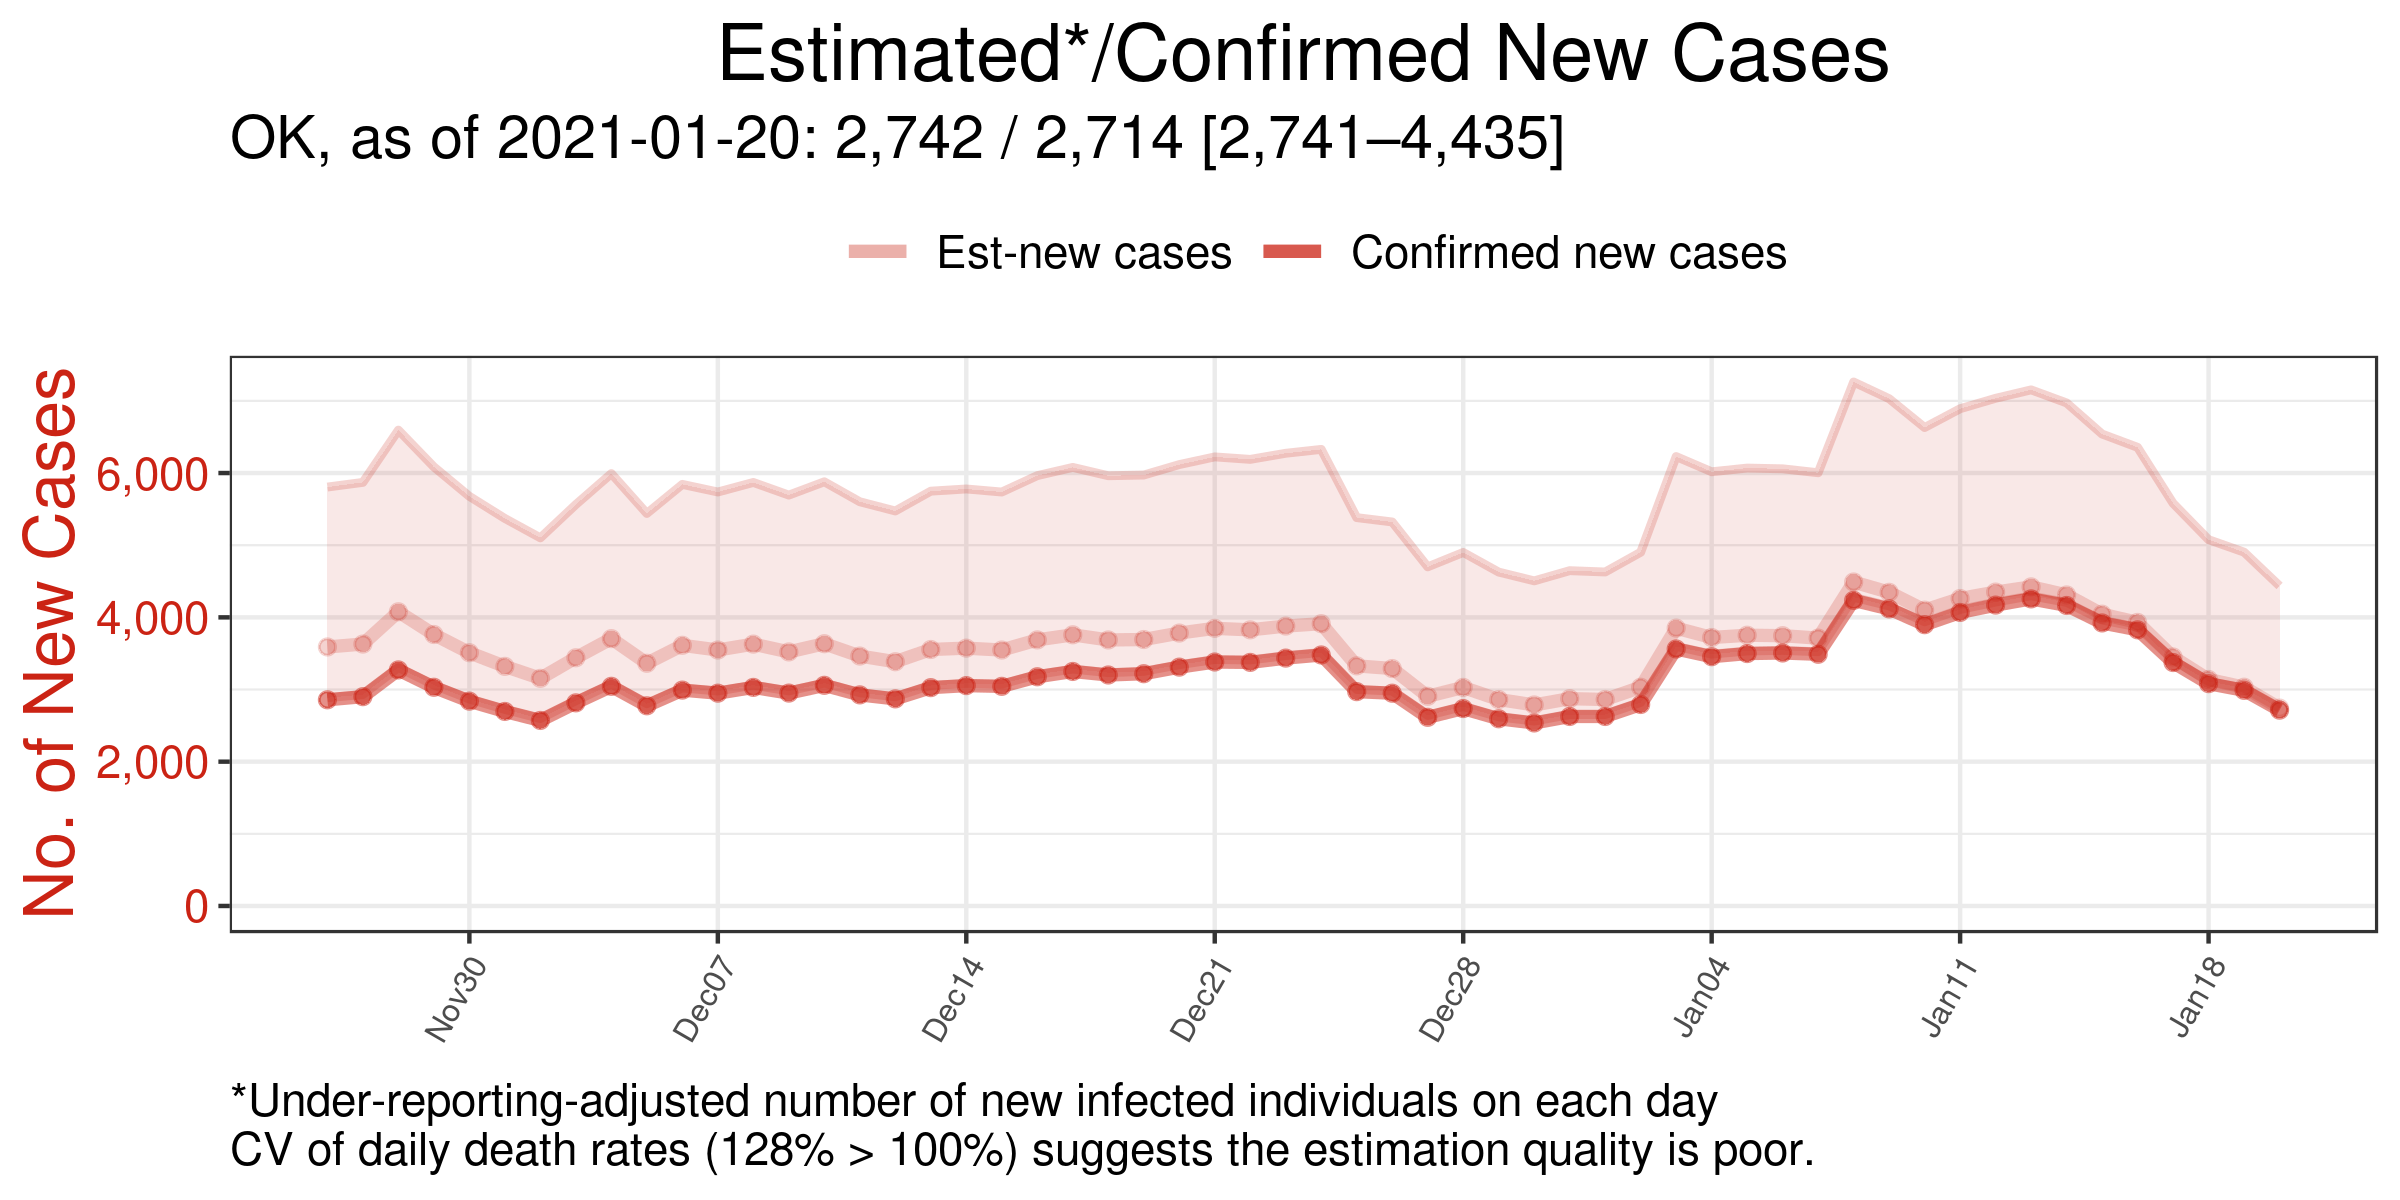 Estimated*/Confirmed New Cases
OK, as of 2021-01-20: 2,742 / 2,714 [2,741–4,435]
Est-new cases
Confirmed new cases
No. of New Cases
6,000
4,000
2,000
0
Nov30
Dec07
Dec14
Dec21
Dec28
Jan04
Jan11
Jan18
*Under-reporting-adjusted number of new infected individuals on each day
CV of daily death rates (128% > 100%) suggests the estimation quality is poor.